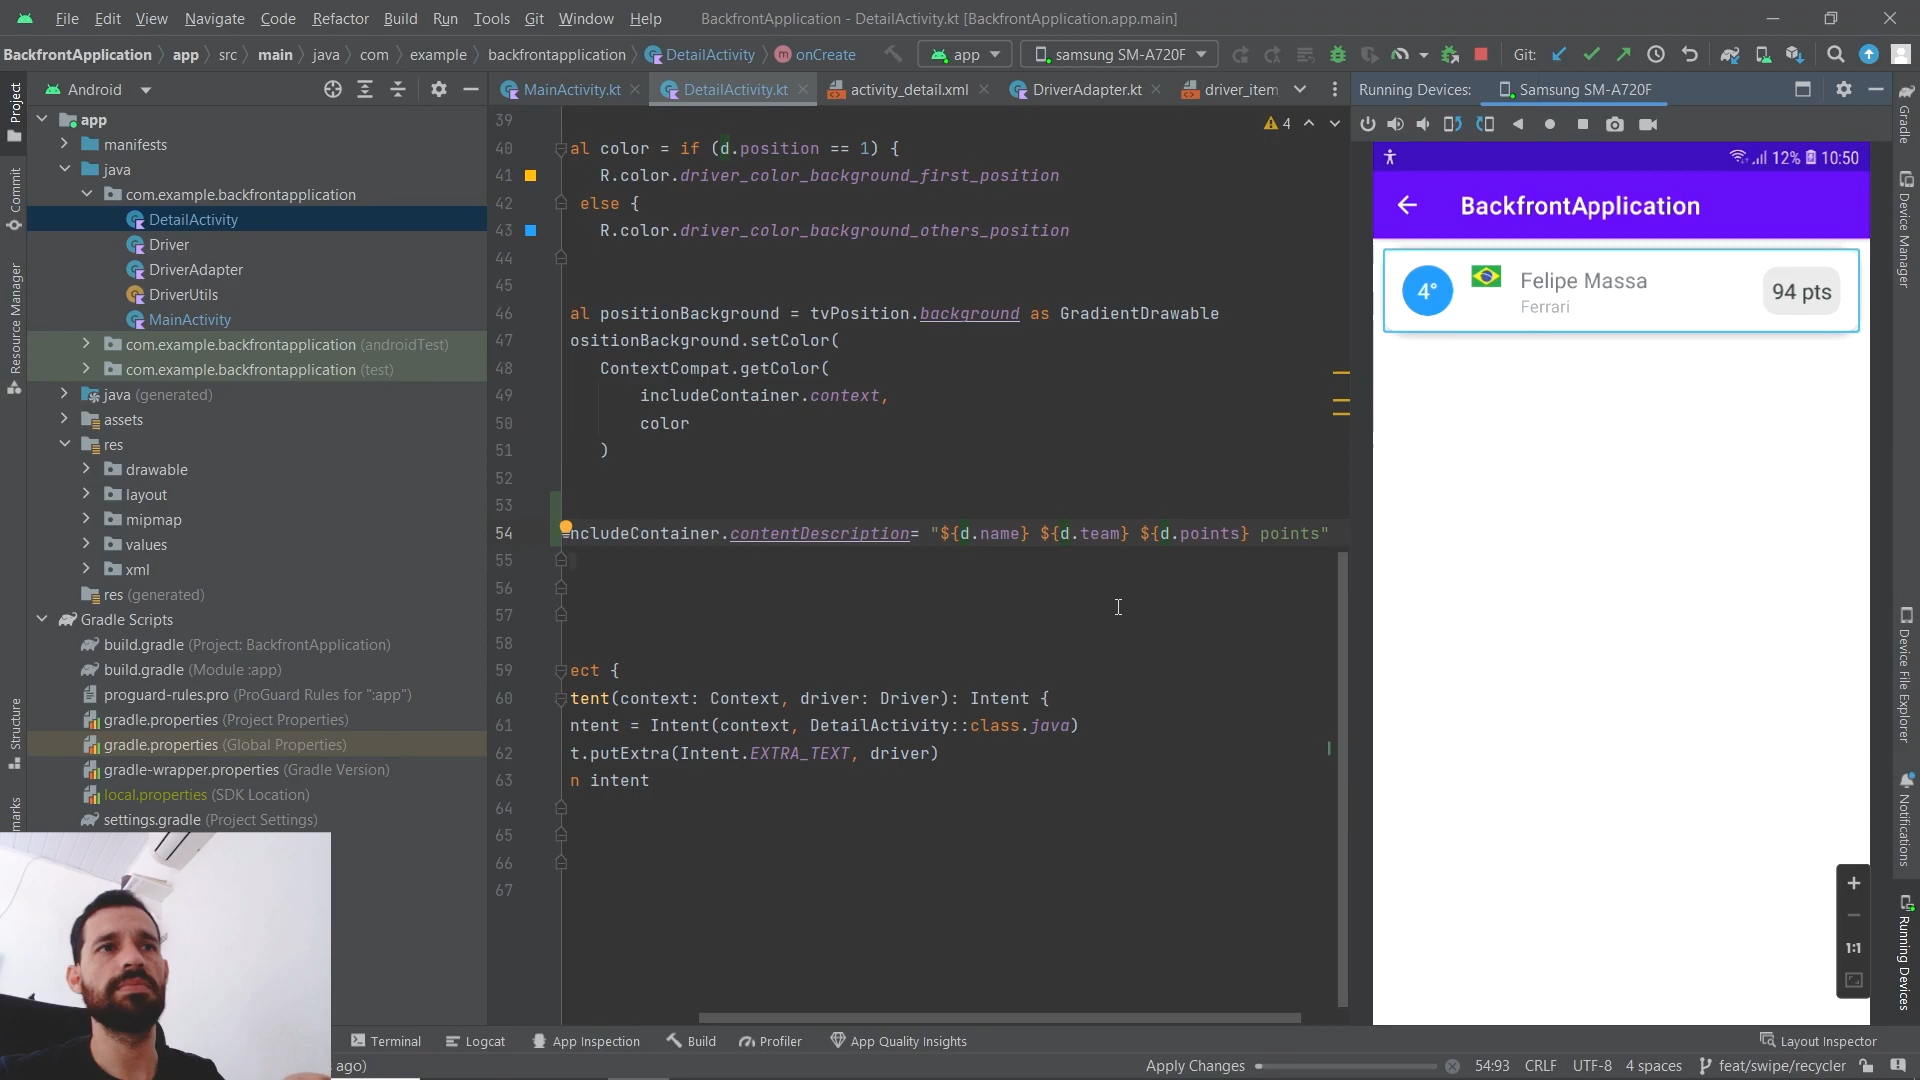 File Edit View Navigate Code Refactor Build Run Tools Git Window Help BackfrontApplication - DetailActivity.kt [BackfrontApplication.app.main]
BackfrontApplication app src main java com example backfrontapplication DetailActivity onCreate app samsung SM-A720F Git:
Android
MainActivity.kt DetailActivity.kt activity_detail.xml DriverAdapter.kt driver_item
Running Devices: Samsung SM-A720F
Project
Commit
Resource Manager
Structure
marks
app
manifests
java
com.example.backfrontapplication
DetailActivity
Driver
DriverAdapter
DriverUtils
MainActivity
com.example.backfrontapplication (androidTest)
com.example.backfrontapplication (test)
java (generated)
assets
res
drawable
layout
mipmap
values
xml
res (generated)
Gradle Scripts
build.gradle (Project: BackfrontApplication)
build.gradle (Module :app)
proguard-rules.pro (ProGuard Rules for ":app")
gradle.properties (Project Properties)
gradle.properties (Global Properties)
gradle-wrapper.properties (Gradle Version)
local.properties (SDK Location)
settings.gradle (Project Settings)
4
39
40 al color = if (d.position == 1) {
41 R.color.driver_color_background_first_position
42 else {
43 R.color.driver_color_background_others_position
44
45
46 al positionBackground = tvPosition.background as GradientDrawable
47 ositionBackground.setColor(
48 ContextCompat.getColor(
49 includeContainer.context,
50 color
51 )
52
53
54 ncludeContainer.contentDescription= "${d.name} ${d.team} ${d.points} points"
55
56
57
58
59 ect {
60 tent(context: Context, driver: Driver): Intent {
61 ntent = Intent(context, DetailActivity::class.java)
62 t.putExtra(Intent.EXTRA_TEXT, driver)
63 n intent
64
65
66
67
12% 10:50
BackfrontApplication
4° Felipe Massa 94 pts
Ferrari
1:1
Gradle
Device Manager
Device File Explorer
Notifications
Running Devices
Terminal Logcat App Inspection Build Profiler App Quality Insights Layout Inspector
ago) Apply Changes 54:93 CRLF UTF-8 4 spaces feat/swipe/recycler